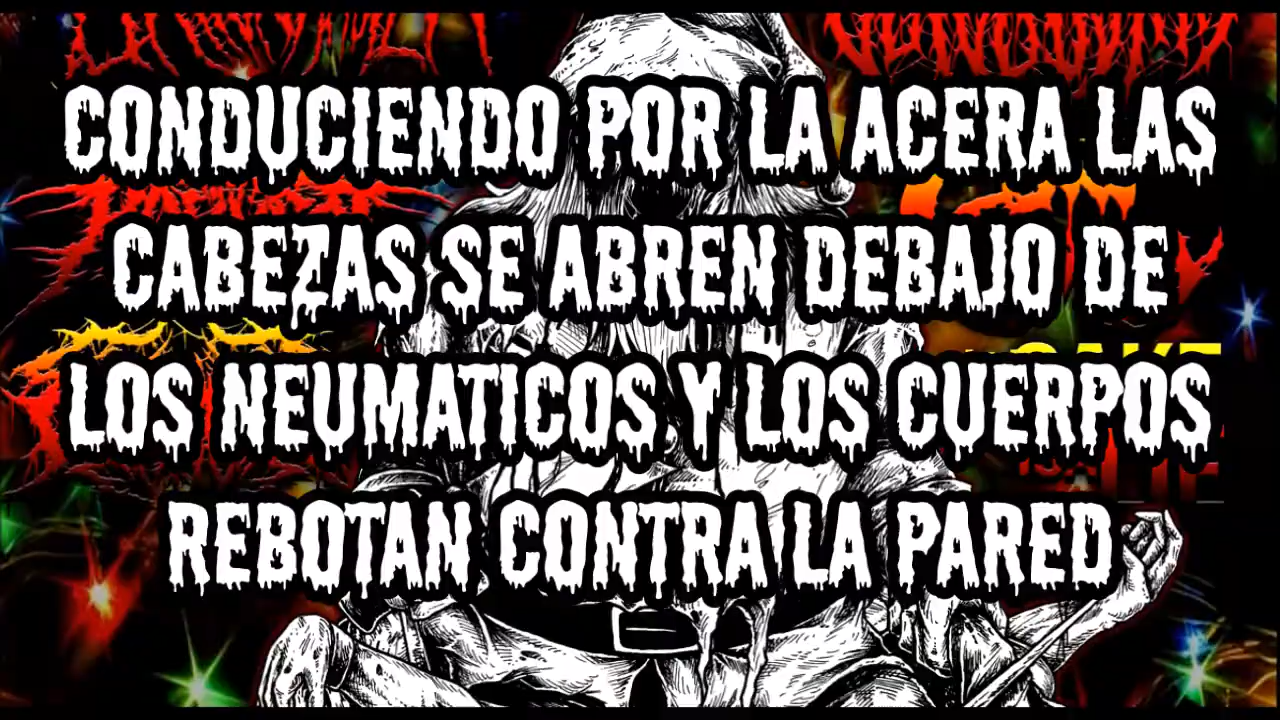 CONDUCIENDO POR LA ACERA LAS
CABEZAS SE ABREN DEBAJO DE
LOS NEUMATICOS Y LOS CUERPOS
REBOTAN CONTRA LA PARED